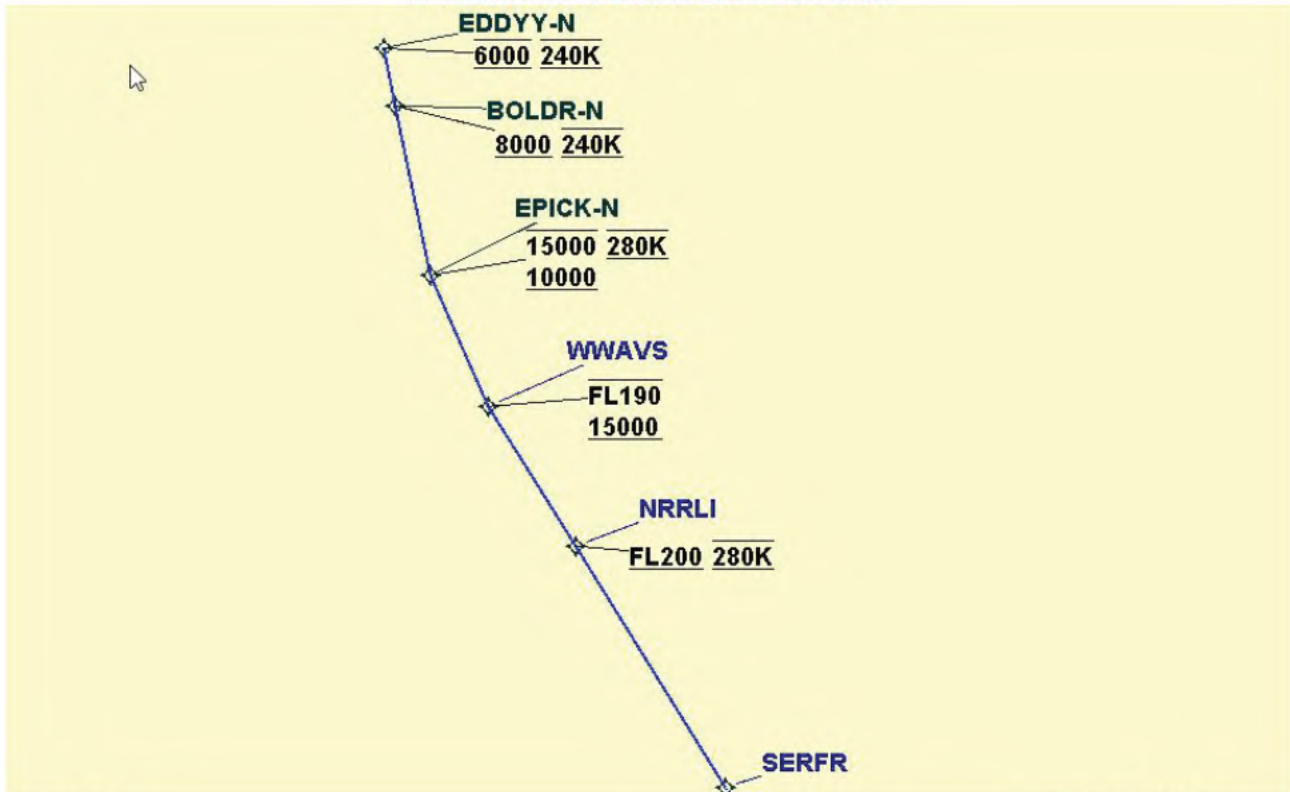 EDDYY-N
6000 240K
BOLDR-N
8000 240K
EPICK-N
15000 280K
10000
WWAVS
FL190
15000
NRRLI
FL200 280K
SERFR